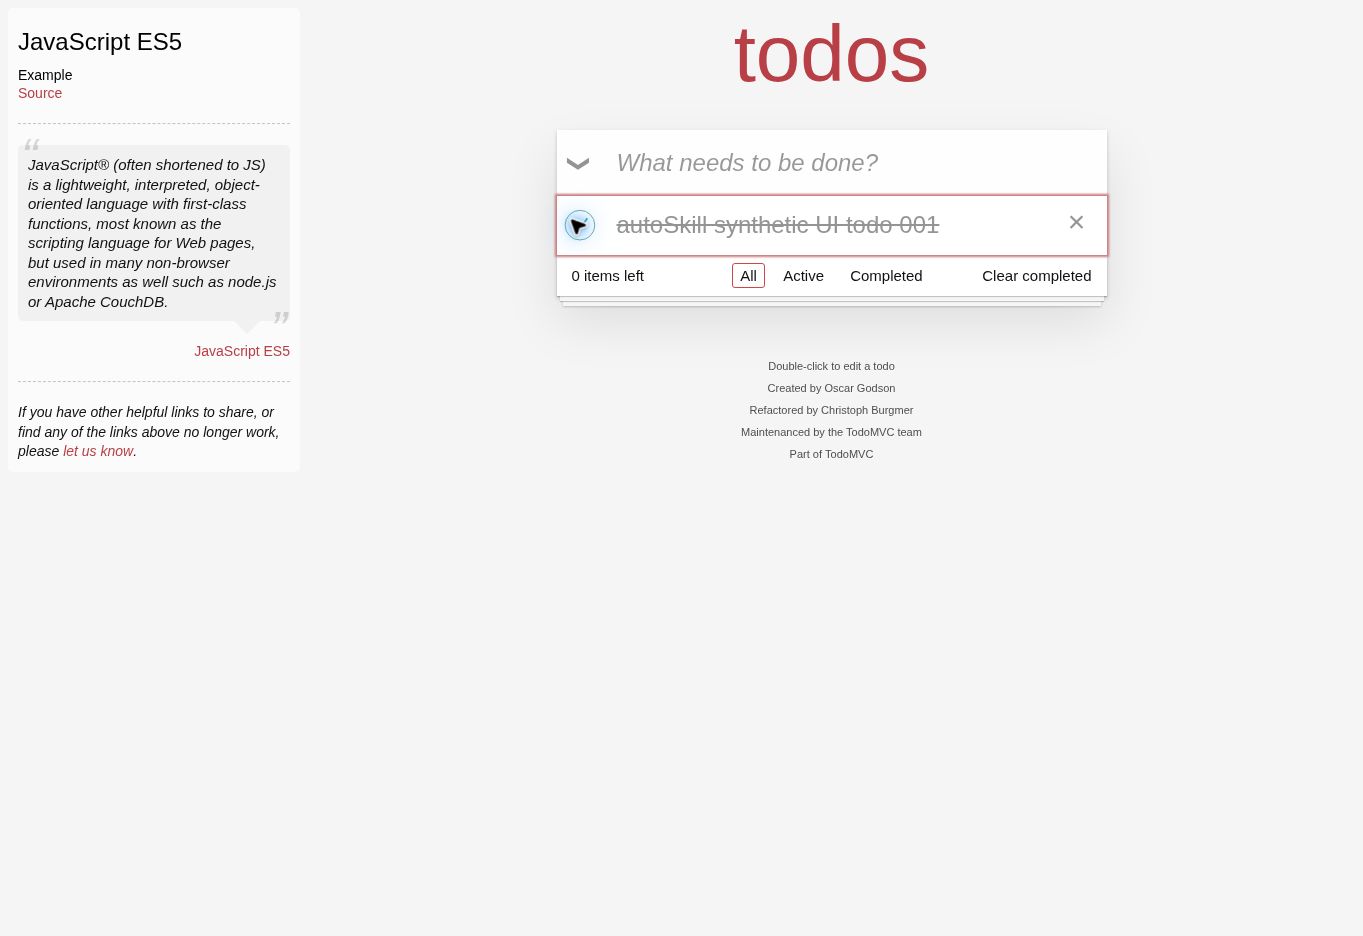 JavaScript ES5
Example
Source
“
JavaScript® (often shortened to JS)
is a lightweight, interpreted, object-
oriented language with first-class
functions, most known as the
scripting language for Web pages,
but used in many non-browser
environments as well such as node.js
or Apache CouchDB.
”
JavaScript ES5
If you have other helpful links to share, or
find any of the links above no longer work,
please let us know.
todos
What needs to be done?
autoSkill synthetic UI todo 001 ×
0 items left All Active Completed Clear completed
Double-click to edit a todo
Created by Oscar Godson
Refactored by Christoph Burgmer
Maintenanced by the TodoMVC team
Part of TodoMVC